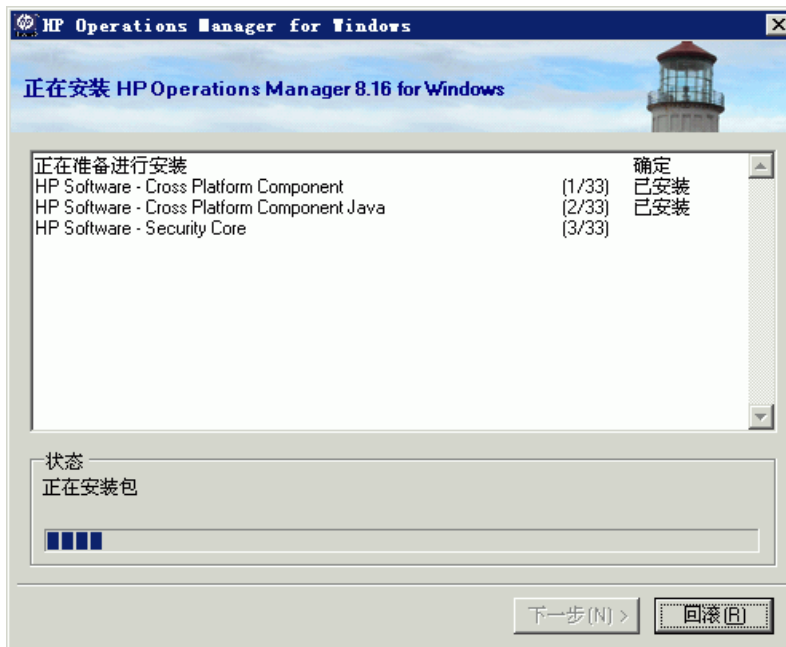 HP Operations Manager for Windows
正在安装 HP Operations Manager 8.16 for Windows
正在准备进行安装 确定
HP Software - Cross Platform Component (1/33) 已安装
HP Software - Cross Platform Component Java (2/33) 已安装
HP Software - Security Core (3/33)
状态
正在安装包
下一步(N) >
回滚(R)